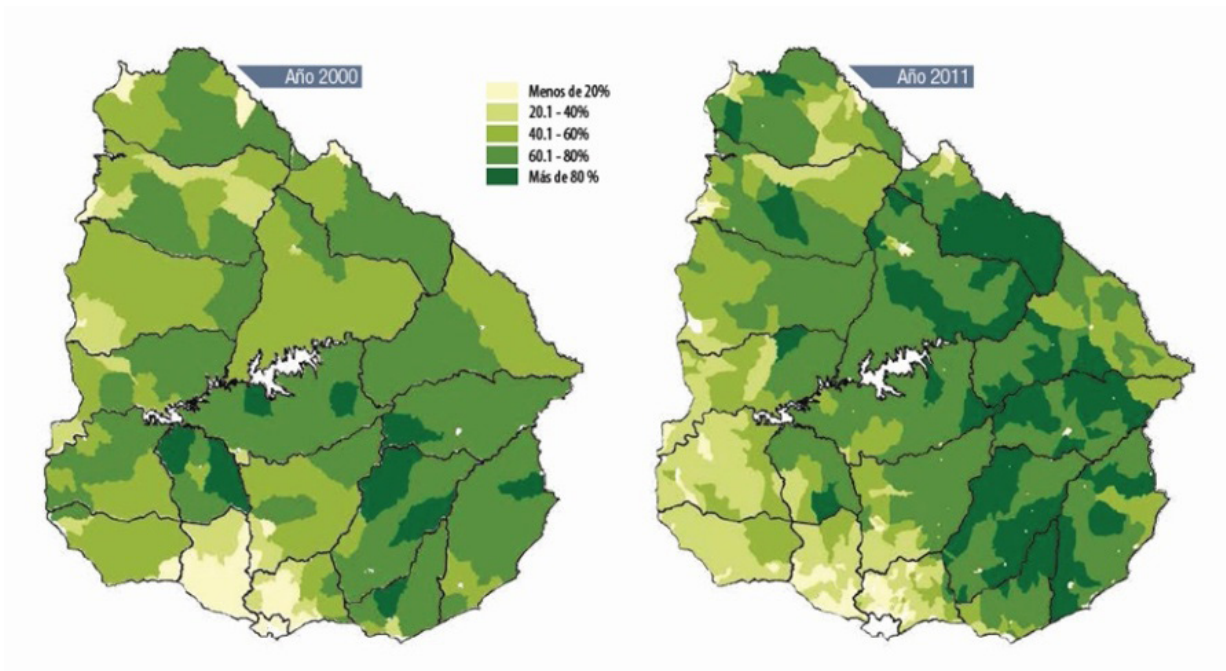 Año 2000
Menos de 20%
20.1 - 40%
40.1 - 60%
60.1 - 80%
Más de 80 %
Año 2011